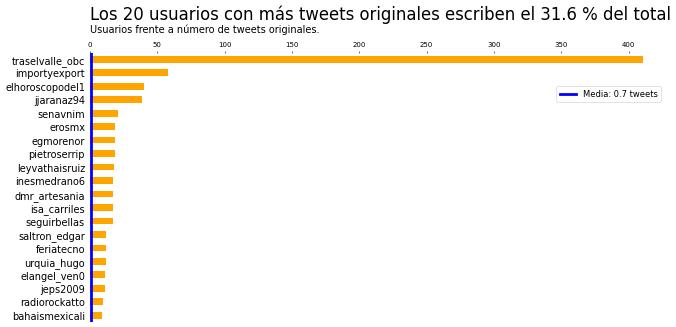 Los 20 usuarios con más tweets originales escriben el 31.6 % del total
Usuarios frente a número de tweets originales.
0 50 100 150 200 250 300 350 400
traselvalle_obc
importyexport
elhoroscopodel1
jjaranaz94
Media: 0.7 tweets
senavnim
erosmx
egmorenor
pietroserrip
leyvathaisruiz
inesmedrano6
dmr_artesania
isa_carriles
seguirbellas
saltron_edgar
feriatecno
urquia_hugo
elangel_ven0
jeps2009
radiorockatto
bahaismexicali